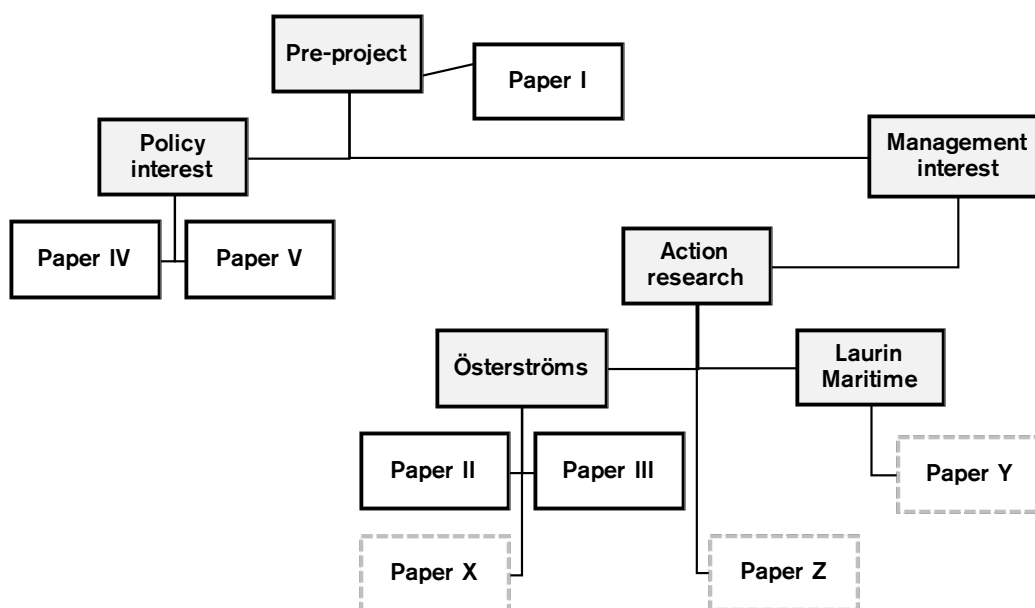 Pre-project
Paper I
Policy
interest
Management
interest
Paper IV
Paper V
Action
research
Österströms
Laurin
Maritime
Paper II
Paper III
Paper Y
Paper X
Paper Z